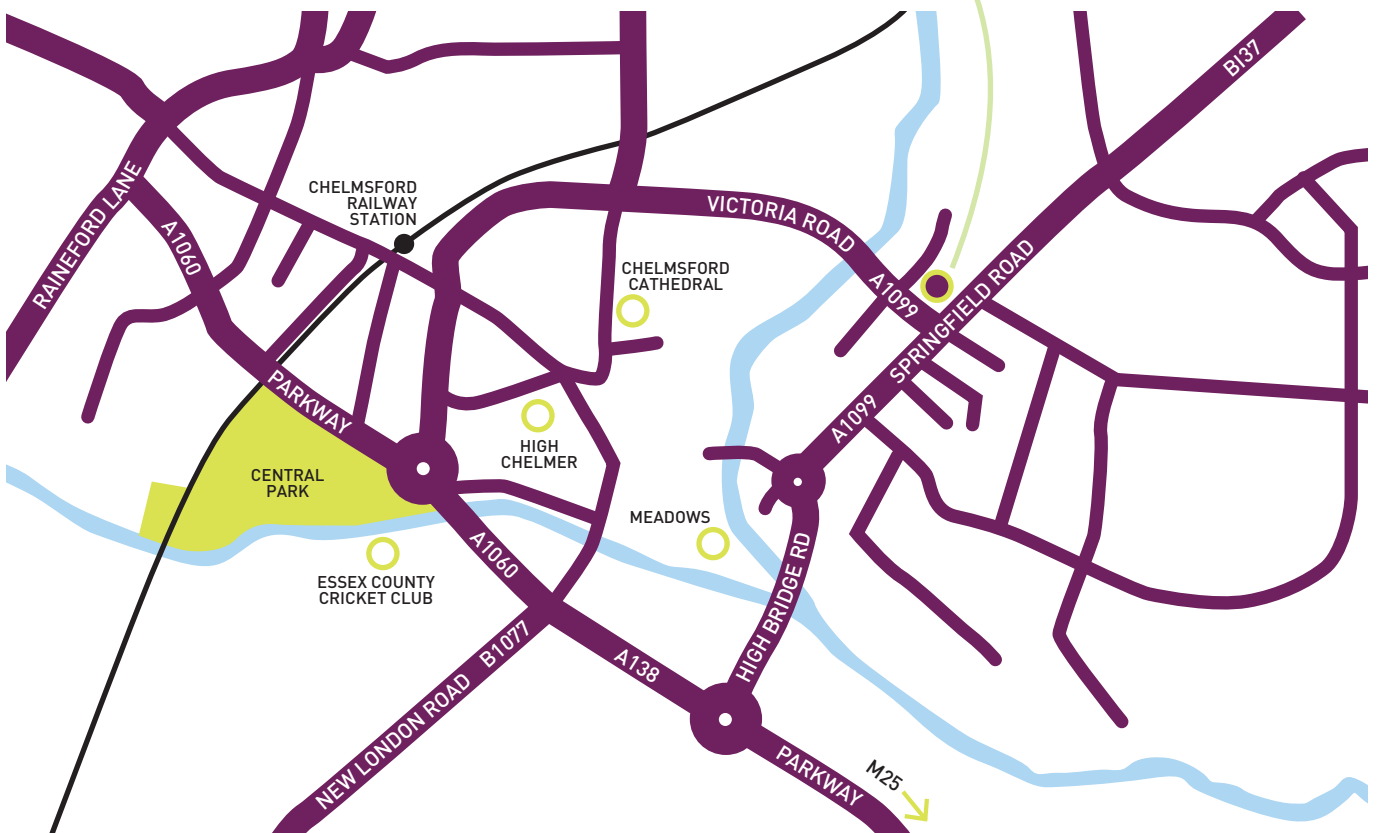 BI37
RAINEFORD LANE
A1060
CHELMSFORD
RAILWAY
STATION
VICTORIA ROAD
A1099
SPRINGFIELD ROAD
CHELMSFORD
CATHEDRAL
PARKWAY
A1099
HIGH
CHELMER
CENTRAL
PARK
MEADOWS
A1060
ESSEX COUNTY
CRICKET CLUB
HIGH BRIDGE RD
B1077
NEW LONDON ROAD
A138
PARKWAY
M25